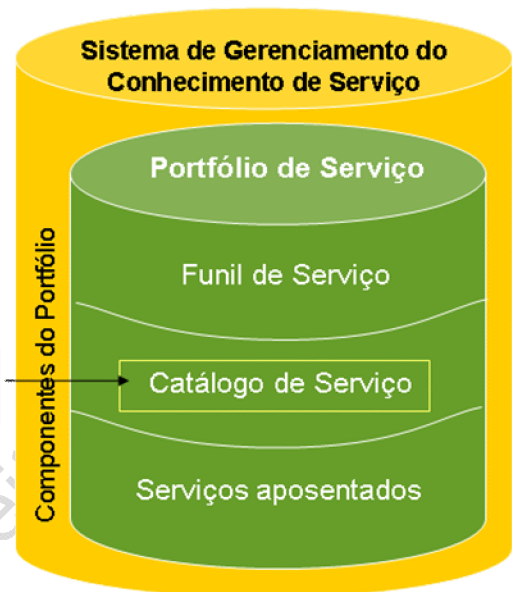 Sistema de Gerenciamento do
Conhecimento de Serviço
Portfólio de Serviço
Componentes do Portfólio
Funil de Serviço
Catálogo de Serviço
Serviços aposentados